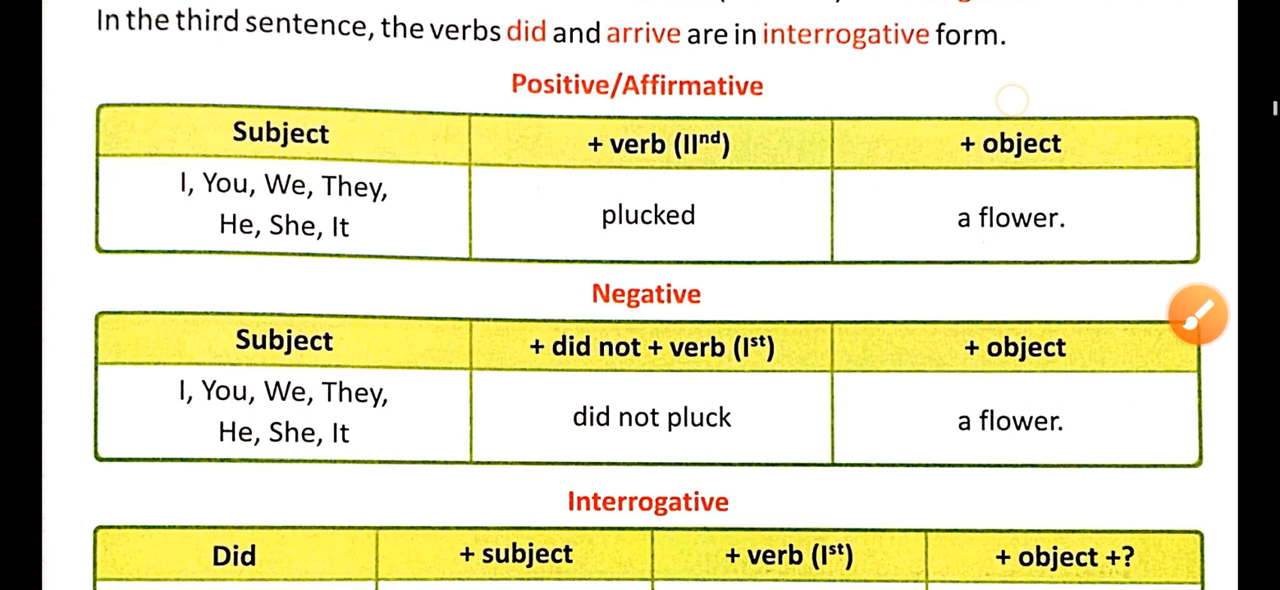 In the third sentence, the verbs did and arrive are in interrogative form.
Positive/Affirmative
Subject + verb (IIⁿᵈ) + object
I, You, We, They,
He, She, It
plucked
a flower.
Negative
Subject + did not + verb (Iˢᵗ) + object
I, You, We, They,
He, She, It
did not pluck
a flower.
Interrogative
Did + subject + verb (Iˢᵗ) + object +?